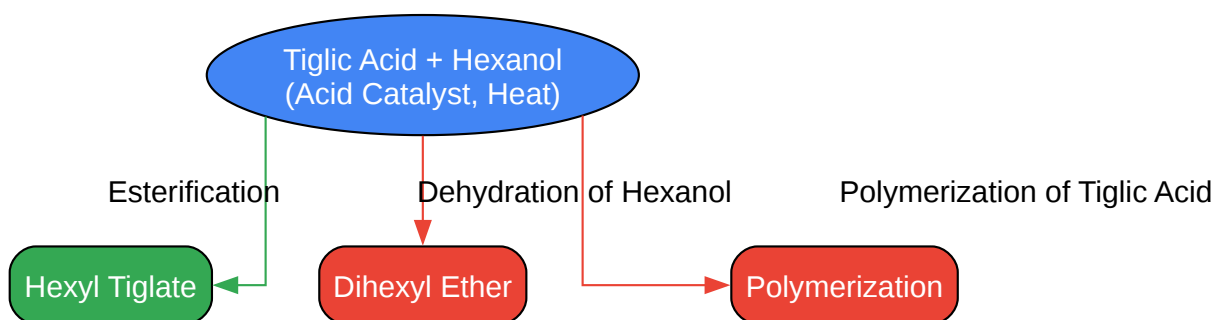 Tiglic Acid + Hexanol
(Acid Catalyst, Heat)
Esterification
Dehydration of Hexanol
Polymerization of Tiglic Acid
Hexyl Tiglate
Dihexyl Ether
Polymerization